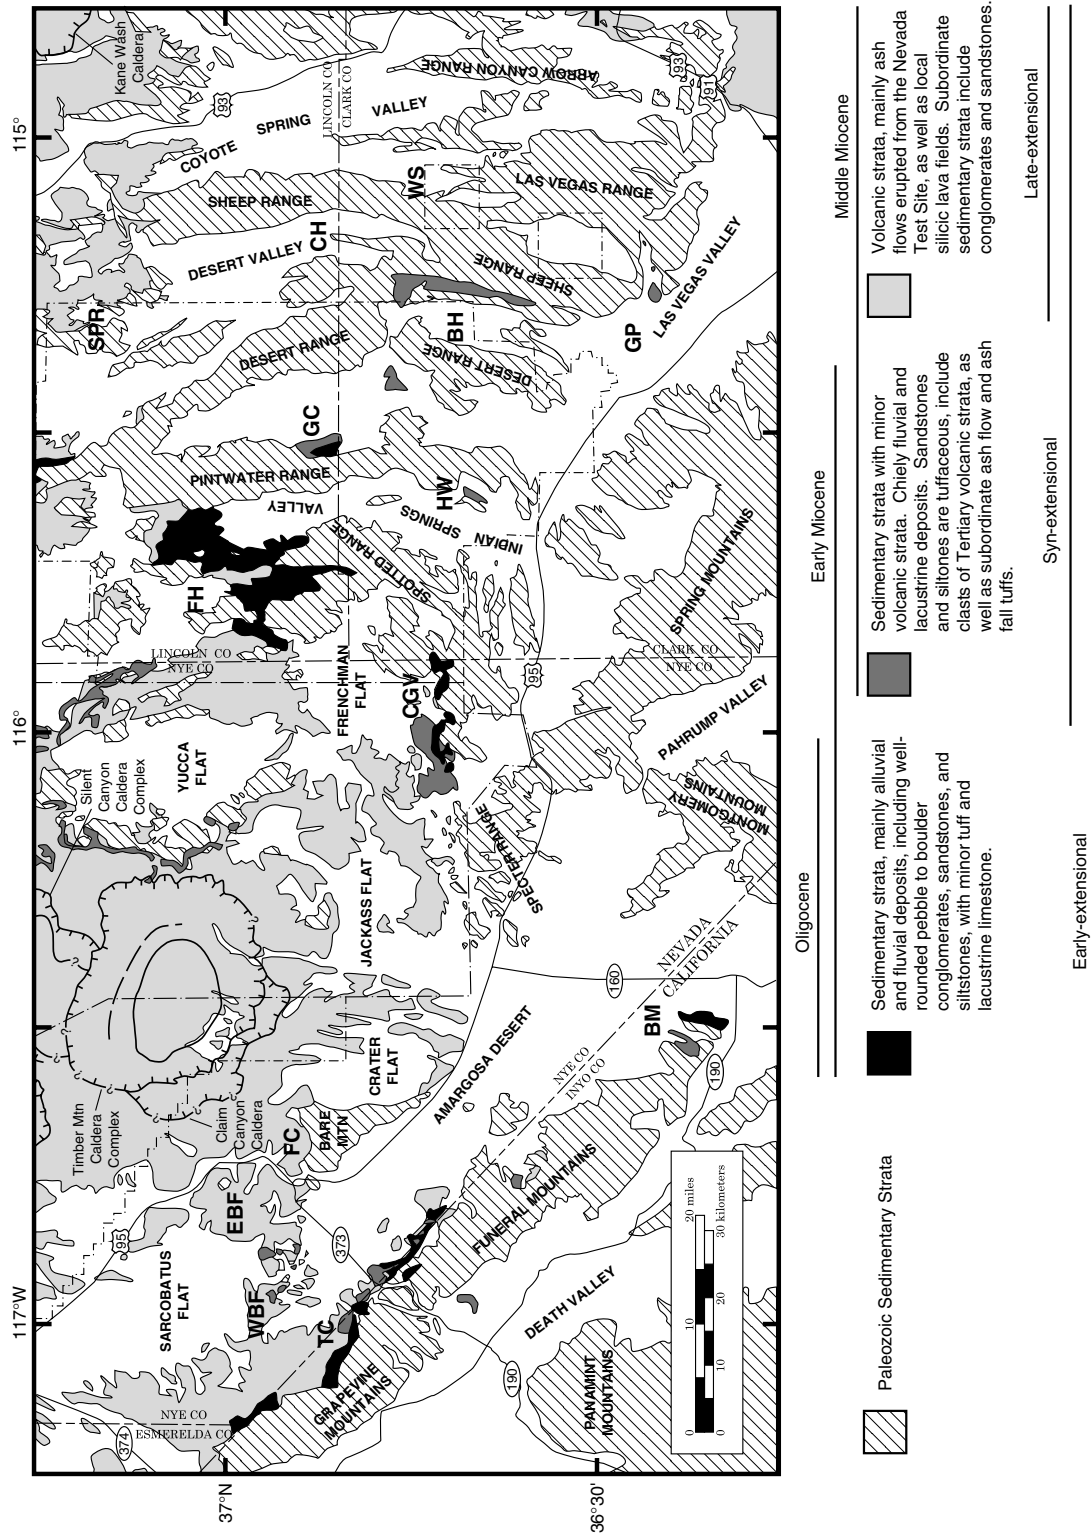 117°W
116°
115°
37°N
36°30'
374
ESMERELDA CO
NYE CO
SARCOBATUS
FLAT
95
Timber Mtn
Caldera
Complex
Claim
Canyon
Caldera
Silent
Canyon
Caldera
Complex
YUCCA
FLAT
LINCOLN CO
NYE CO
FH
SPR
Kane Wash
Caldera
93
COYOTE
SPRING
VALLEY
LINCOLN CO
CLARK CO
WBF
EBF
FC
TC
373
BARE
MTN
CRATER
FLAT
JACKASS FLAT
FRENCHMAN
FLAT
CGV
VALLEY
PINTWATER RANGE
GC
DESERT RANGE
DESERT VALLEY
CH
SHEEP RANGE
WS
ARROW CANYON RANGE
GRAPEVINE
MOUNTAINS
FUNERAL MOUNTAINS
AMARGOSA DESERT
SPECTER RANGE
SPOTTED RANGE
INDIAN
SPRINGS
HW
DESERT RANGE
BH
SHEEP RANGE
LAS VEGAS RANGE
93
91
190
DEATH VALLEY
PANAMINT
MOUNTAINS
NYE CO
INYO CO
NEVADA
CALIFORNIA
160
BM
190
95
MONTGOMERY
MOUNTAINS
PAHRUMP VALLEY
CLARK CO
NYE CO
SPRING MOUNTAINS
GP
LAS VEGAS VALLEY
0 10 20 miles
0 10 20 30 kilometers
Oligocene
Early Miocene
Middle Miocene
Paleozoic Sedimentary Strata
Sedimentary strata, mainly alluvial
and fluvial deposits, including well-
rounded pebble to boulder
conglomerates, sandstones, and
siltstones, with minor tuff and
lacustrine limestone.
Sedimentary strata with minor
volcanic strata. Chiely fluvial and
lacustrine deposits. Sandstones
and siltones are tuffaceous, include
clasts of Tertiary volcanic strata, as
well as subordinate ash flow and ash
fall tuffs.
Volcanic strata, mainly ash
flows erupted from the Nevada
Test Site, as well as local
silicic lava fields. Subordinate
sedimentary strata include
conglomerates and sandstones.
Early-extensional
Syn-extensional
Late-extensional